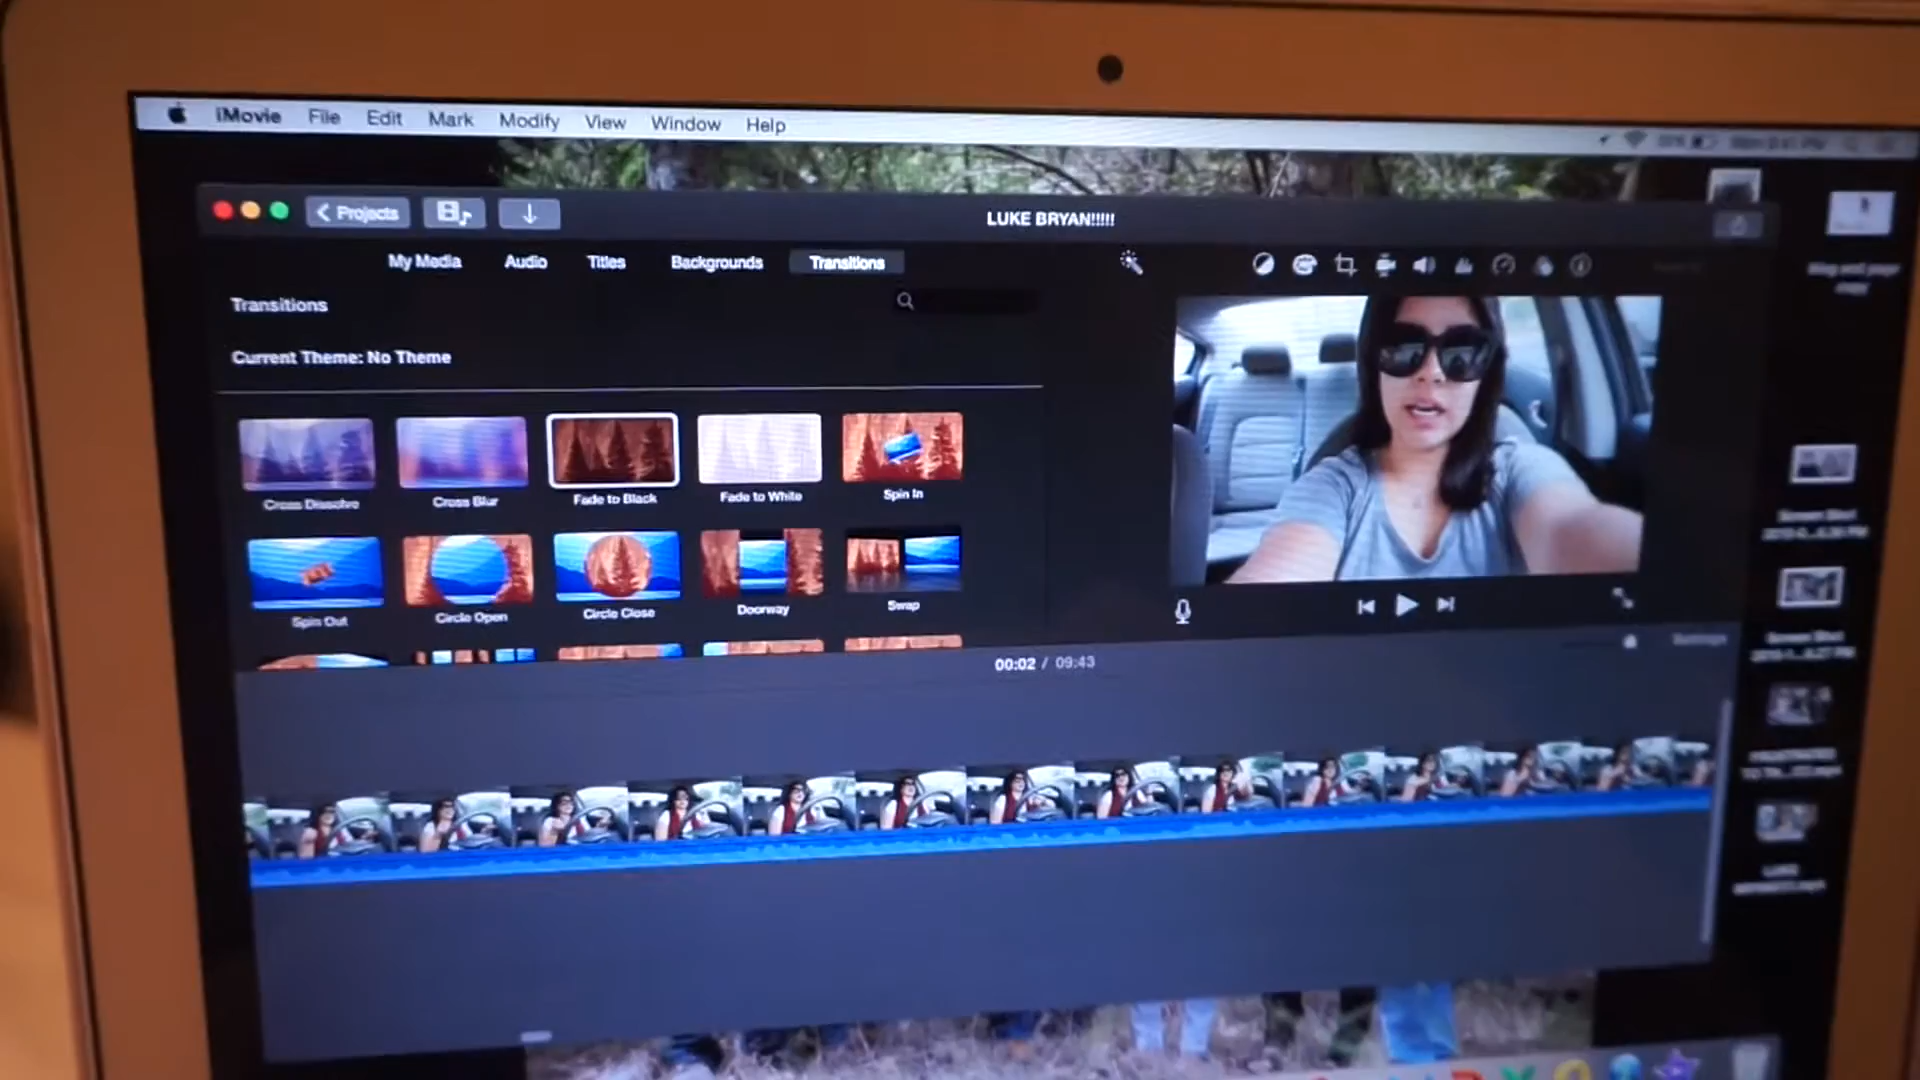 iMovie File Edit Mark Modify View Window Help
Projects
LUKE BRYAN!!!!!
My Media Audio Titles Backgrounds Transitions
Transitions
Current Theme: No Theme
Cross Dissolve Cross Blur Fade to Black Fade to White Spin In
Spin Out Circle Open Circle Close Doorway Swap
00:02 / 09:43
Settings